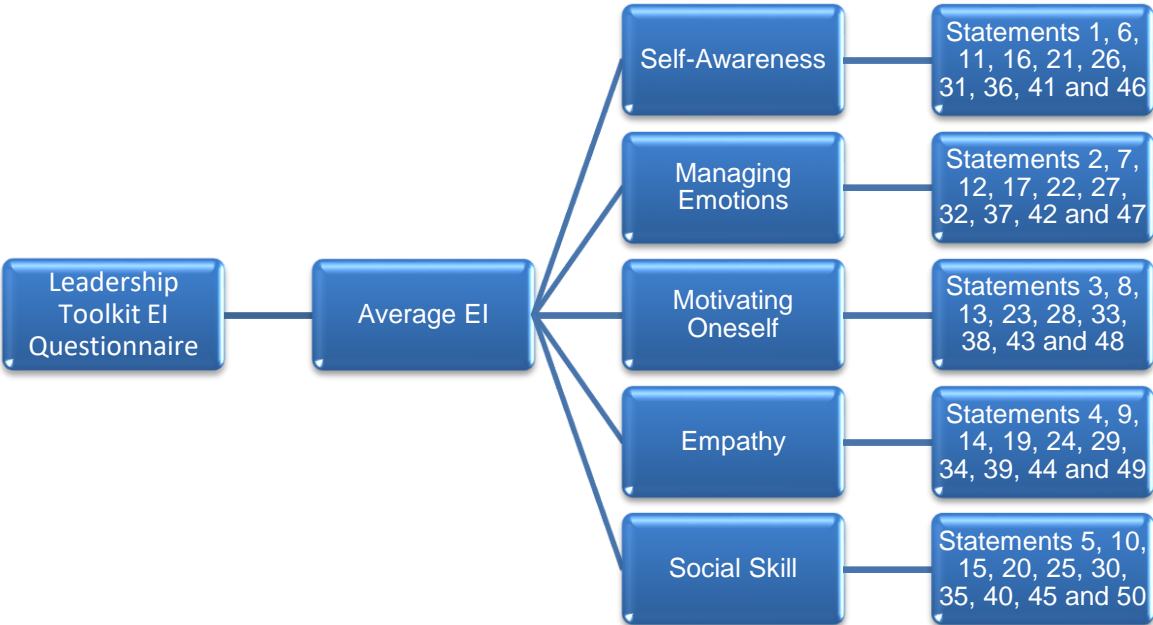 Leadership
Toolkit EI
Questionnaire
Average EI
Self-Awareness
Statements 1, 6,
11, 16, 21, 26,
31, 36, 41 and 46
Managing
Emotions
Statements 2, 7,
12, 17, 22, 27,
32, 37, 42 and 47
Motivating
Oneself
Statements 3, 8,
13, 23, 28, 33,
38, 43 and 48
Empathy
Statements 4, 9,
14, 19, 24, 29,
34, 39, 44 and 49
Social Skill
Statements 5, 10,
15, 20, 25, 30,
35, 40, 45 and 50